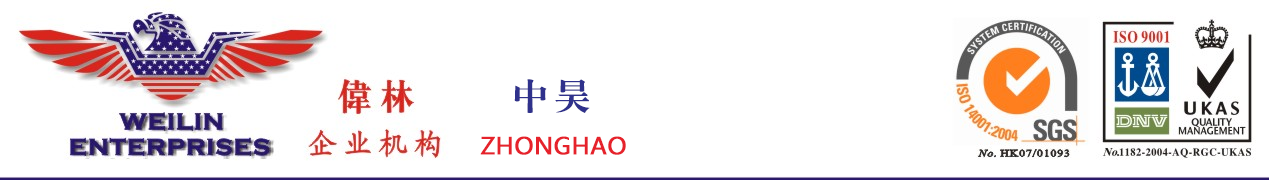 WEILIN
ENTERPRISES
偉林
企业机构
中昊
ZHONGHAO
SYSTEM CERTIFICATION
ISO 14001:2004
SGS
No. HK07/01093
ISO 9001
DNV
UKAS
QUALITY
MANAGEMENT
No.1182-2004-AQ-RGC-UKAS